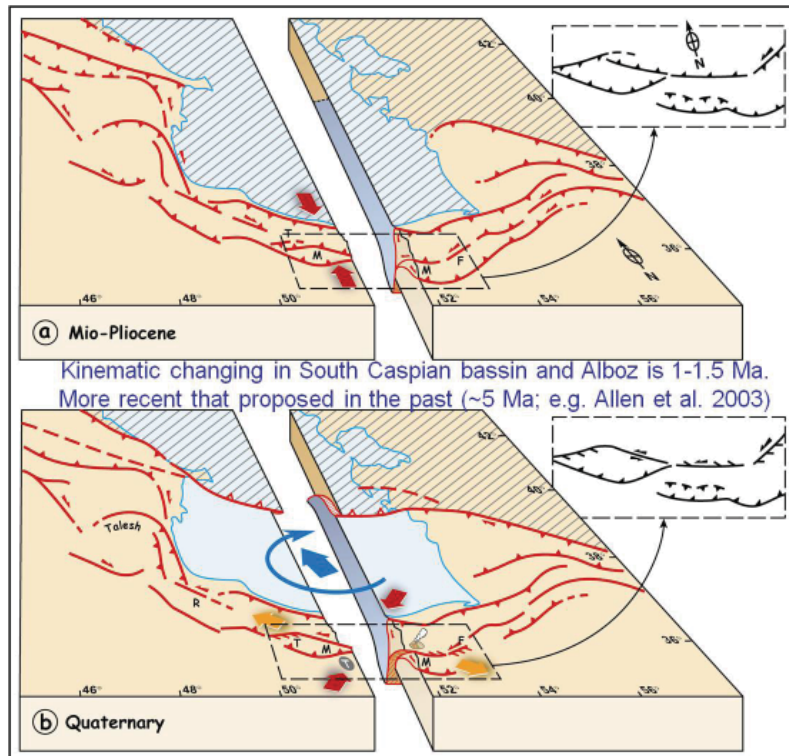 N
42°
40°
38°
36°
N
T
M
M
F
46°
48°
50°
52°
54°
56°
a Mio-Pliocene
Kinematic changing in South Caspian bassin and Alboz is 1-1.5 Ma.
More recent that proposed in the past (~5 Ma; e.g. Allen et al. 2003)
42°
40°
38°
36°
Talesh
R
T
M
M
F
46°
48°
50°
52°
54°
56°
b Quaternary